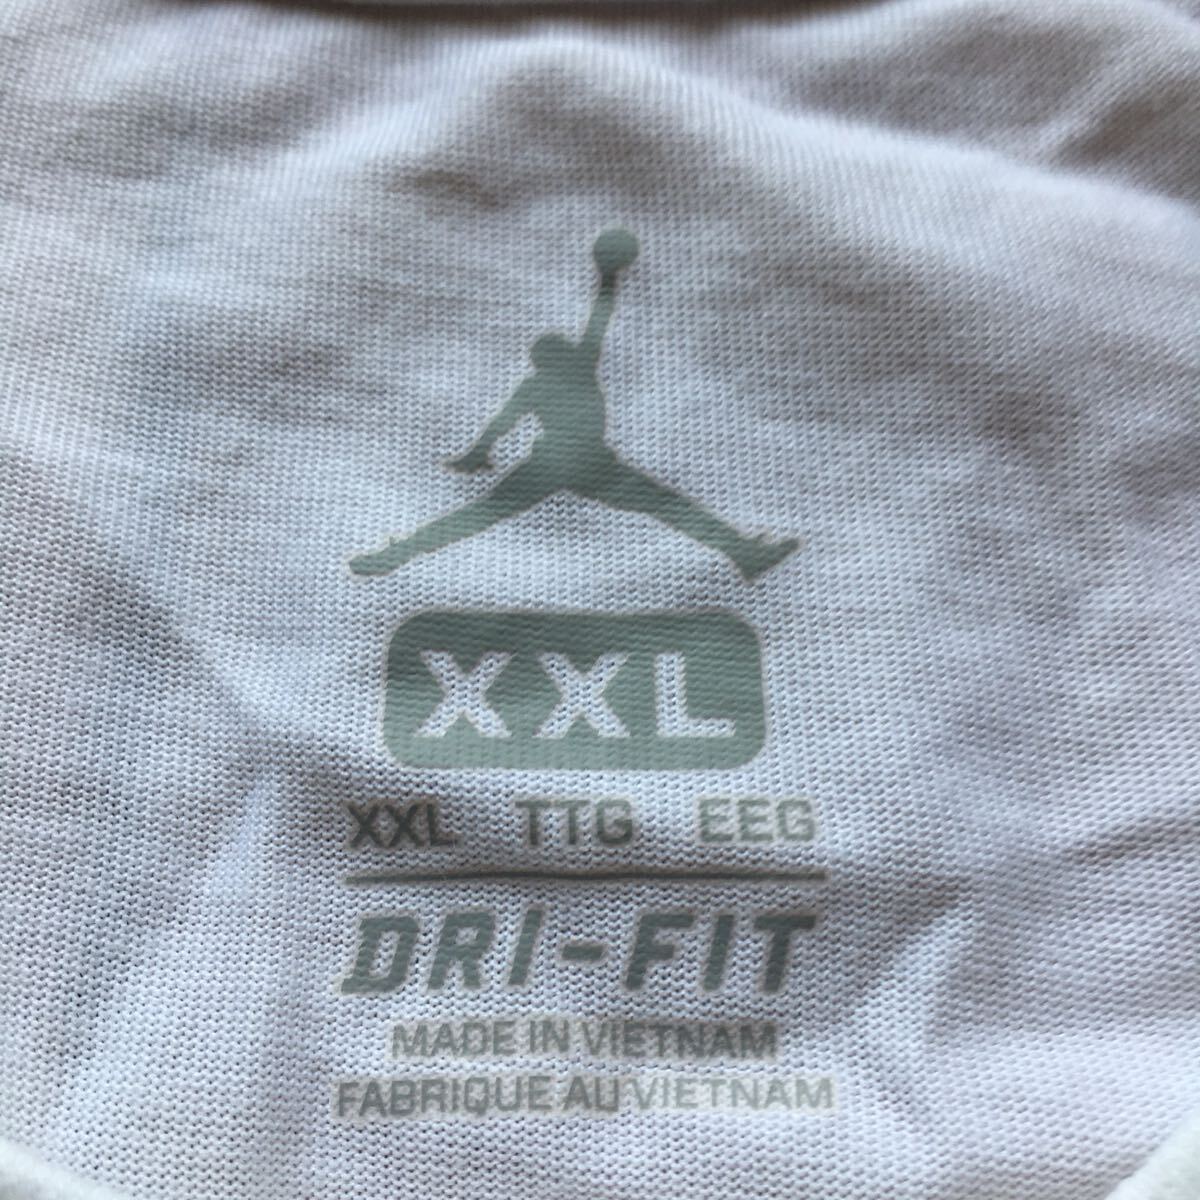 XXL
XXL TTG EEG
DRI-FIT
MADE IN VIETNAM
FABRIQUE AU VIETNAM